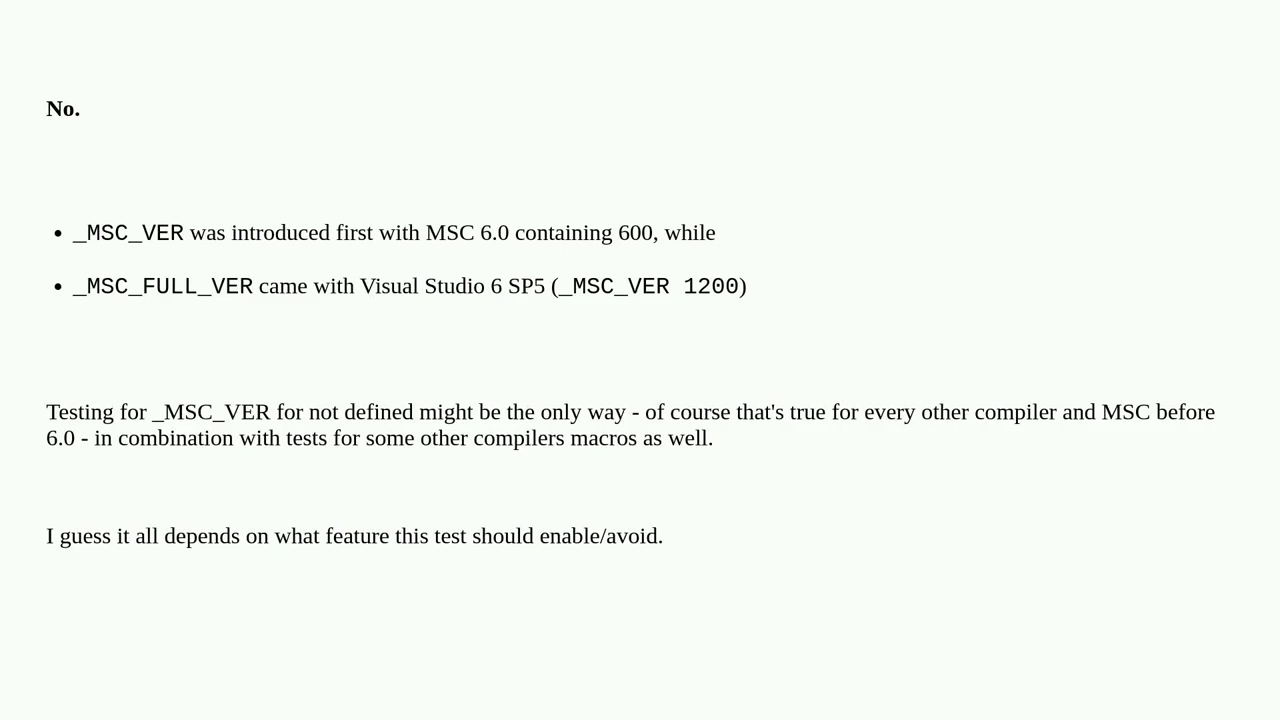 No.
• _MSC_VER was introduced first with MSC 6.0 containing 600, while
• _MSC_FULL_VER came with Visual Studio 6 SP5 (_MSC_VER 1200)
Testing for _MSC_VER for not defined might be the only way - of course that's true for every other compiler and MSC before
6.0 - in combination with tests for some other compilers macros as well.
I guess it all depends on what feature this test should enable/avoid.